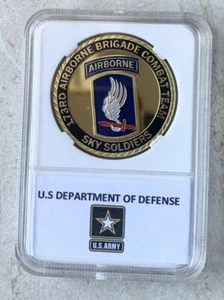 173RD AIRBORNE BRIGADE COMBAT TEAM
AIRBORNE
SKY SOLDIERS
U.S DEPARTMENT OF DEFENSE
U.S.ARMY